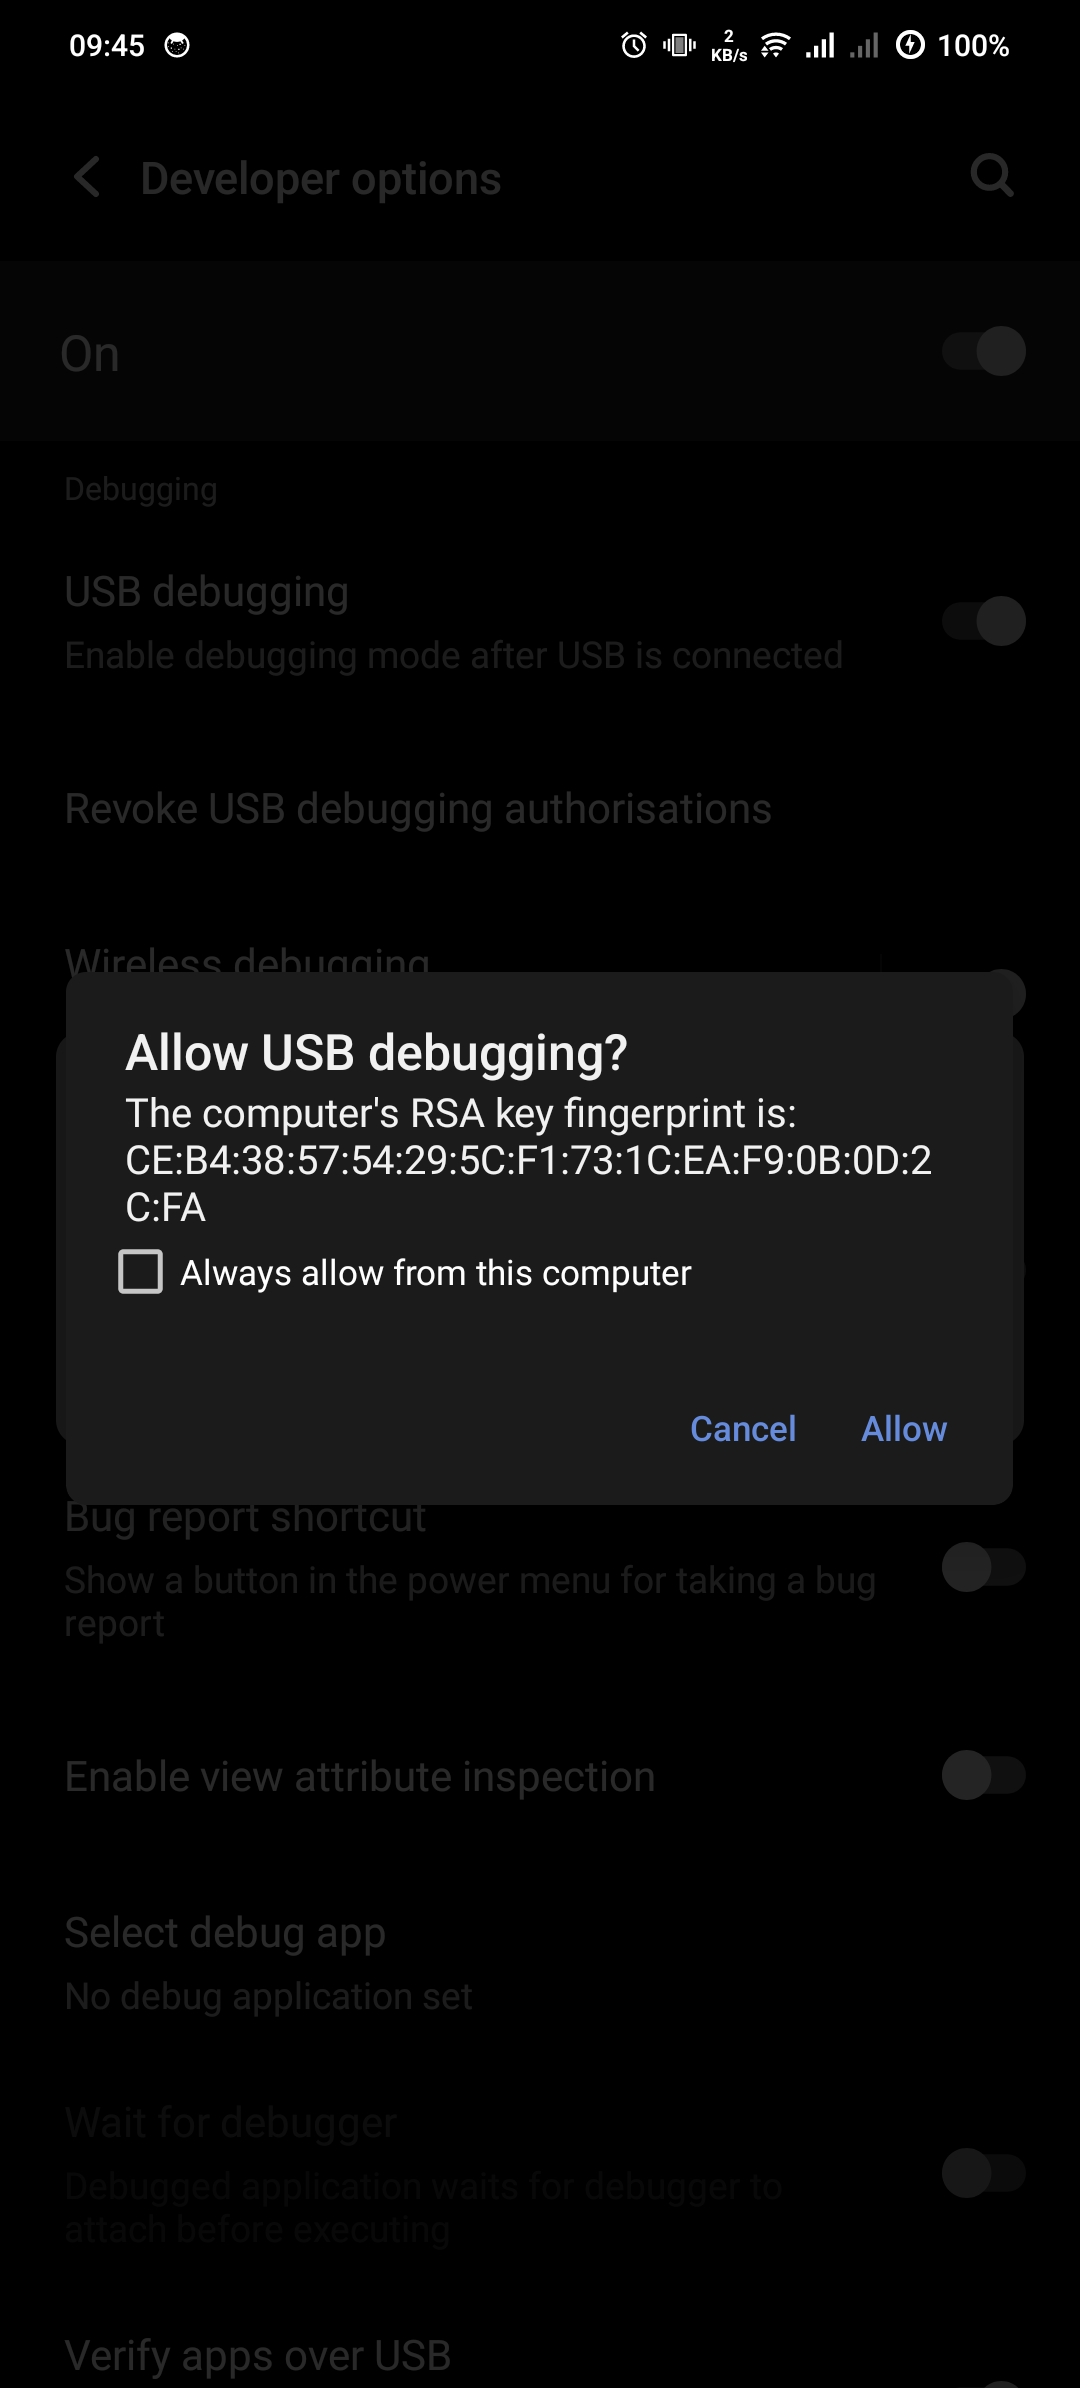 09:45
2 KB/s
100%
Developer options
On
Debugging
USB debugging
Enable debugging mode after USB is connected
Revoke USB debugging authorisations
Wireless debugging
Allow USB debugging?
The computer's RSA key fingerprint is:
CE:B4:38:57:54:29:5C:F1:73:1C:EA:F9:0B:0D:2
C:FA
Always allow from this computer
Cancel
Allow
Bug report shortcut
Show a button in the power menu for taking a bug
report
Enable view attribute inspection
Select debug app
No debug application set
Wait for debugger
Debugged application waits for debugger to
attach before executing
Verify apps over USB